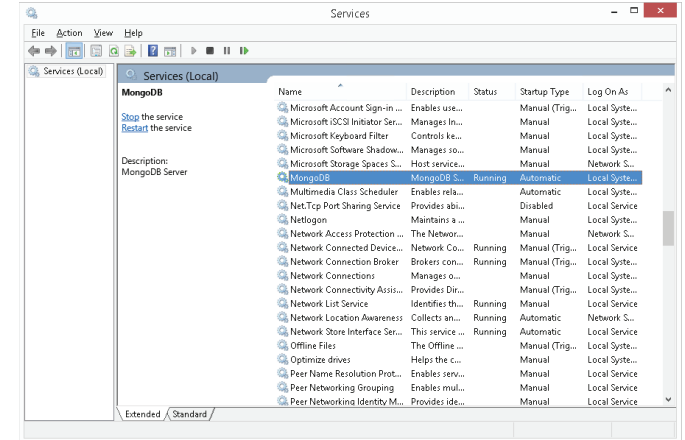 Services
File Action View Help
Services (Local)
Services (Local)
MongoDB
Stop the service
Restart the service
Description:
MongoDB Server
Name Description Status Startup Type Log On As
Microsoft Account Sign-in ... Enables use... Manual (Trig... Local Syste...
Microsoft iSCSI Initiator Ser... Manages In... Manual Local Syste...
Microsoft Keyboard Filter Controls ke... Manual Local Syste...
Microsoft Software Shadow... Manages so... Manual Local Syste...
Microsoft Storage Spaces S... Host service... Manual Network S...
MongoDB MongoDB S... Running Automatic Local Syste...
Multimedia Class Scheduler Enables rela... Automatic Local Syste...
Net.Tcp Port Sharing Service Provides abi... Disabled Local Service
Netlogon Maintains a ... Manual Local Syste...
Network Access Protection ... The Networ... Manual Network S...
Network Connected Device... Network Co... Running Manual (Trig... Local Service
Network Connection Broker Brokers con... Running Manual (Trig... Local Syste...
Network Connections Manages o... Manual Local Syste...
Network Connectivity Assis... Provides Dir... Manual (Trig... Local Syste...
Network List Service Identifies th... Running Manual Local Service
Network Location Awareness Collects an... Running Automatic Network S...
Network Store Interface Ser... This service ... Running Automatic Local Service
Offline Files The Offline ... Manual (Trig... Local Syste...
Optimize drives Helps the c... Manual Local Syste...
Peer Name Resolution Prot... Enables serv... Manual Local Service
Peer Networking Grouping Enables mul... Manual Local Service
Peer Networking Identity M... Provides ide... Manual Local Service
Extended Standard